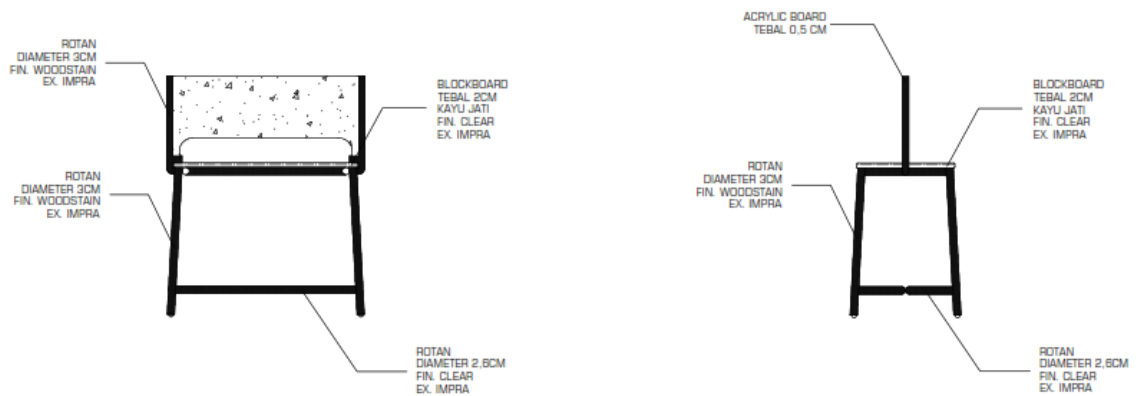 ROTAN
DIAMETER 3CM
FIN. WOODSTAIN
EX. IMPRA
BLOCKBOARD
TEBAL 2CM
KAYU JATI
FIN. CLEAR
EX. IMPRA
ROTAN
DIAMETER 3CM
FIN. WOODSTAIN
EX. IMPRA
ROTAN
DIAMETER 2,6CM
FIN. CLEAR
EX. IMPRA
ACRYLIC BOARD
TEBAL 0,5 CM
BLOCKBOARD
TEBAL 2CM
KAYU JATI
FIN. CLEAR
EX. IMPRA
ROTAN
DIAMETER 3CM
FIN. WOODSTAIN
EX. IMPRA
ROTAN
DIAMETER 2,6CM
FIN. CLEAR
EX. IMPRA